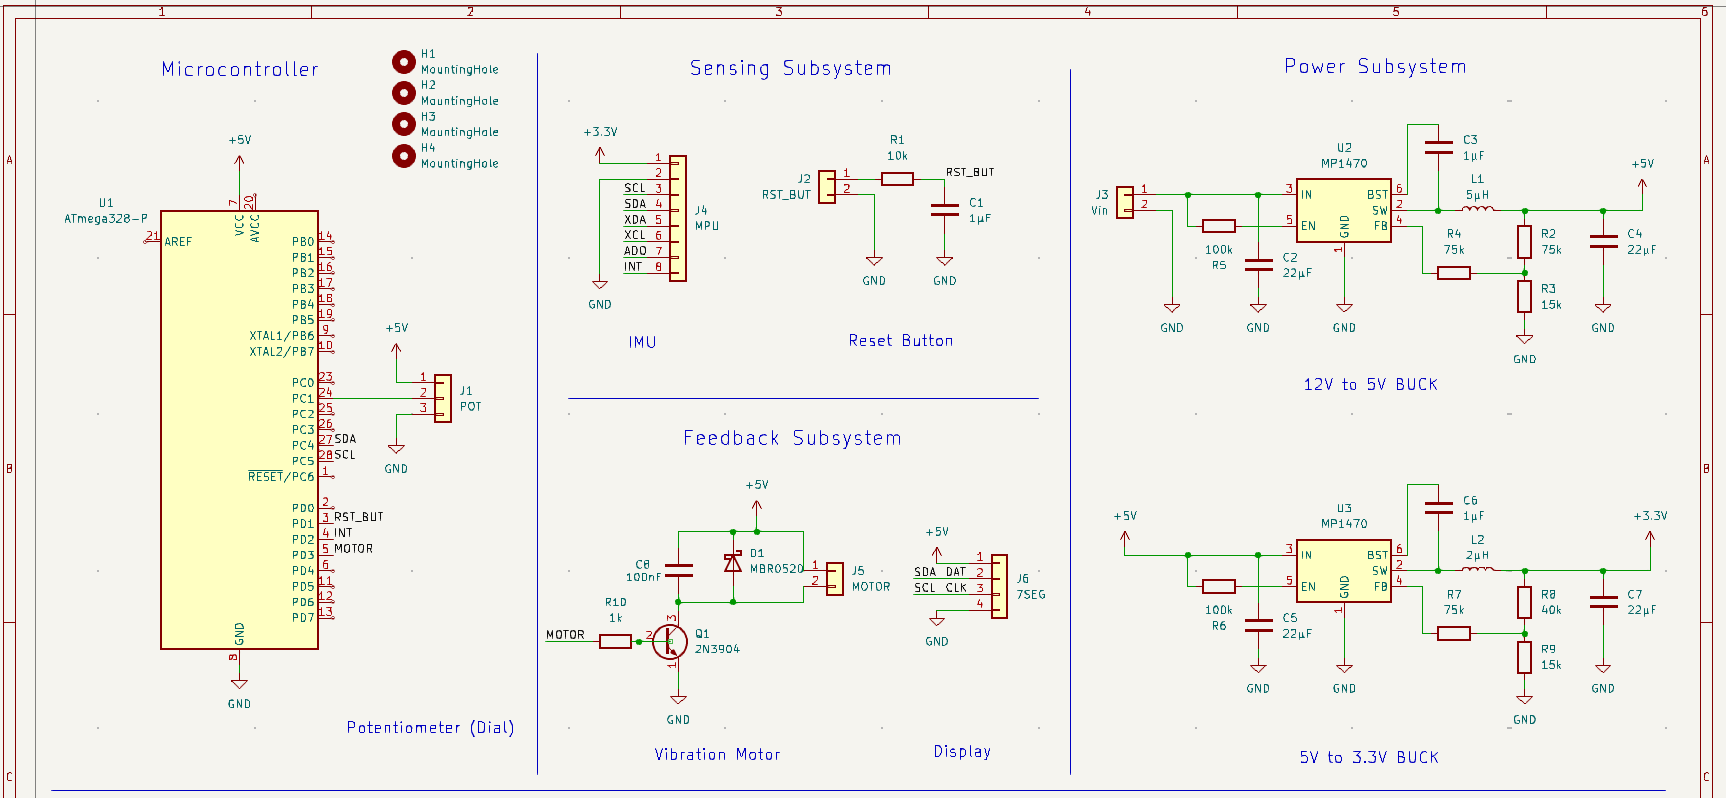 1 2 3 4 5 6
A
B
C
A
B
C
Microcontroller
H1
MountingHole
H2
MountingHole
H3
MountingHole
H4
MountingHole
+5V
U1
ATmega328-P
7
20
VCC
AVCC
21 AREF
PB0 14
PB1 15
PB2 16
PB3 17
PB4 18
PB5 19
XTAL1/PB6 9
XTAL2/PB7 10
PC0 23
PC1 24
PC2 25
PC3 26
PC4 27 SDA
PC5 28 SCL
RESET/PC6 1
PD0 2
PD1 3 RST_BUT
PD2 4 INT
PD3 5 MOTOR
PD4 6
PD5 11
PD6 12
PD7 13
GND
8
GND
+5V
1
2
3
J1
POT
GND
Potentiometer (Dial)
Sensing Subsystem
+3.3V
1
2
SCL 3
SDA 4
XDA 5
XCL 6
ADO 7
INT 8
J4
MPU
GND
IMU
J2
RST_BUT
1
2
R1
10k
RST_BUT
C1
1µF
GND
GND
Reset Button
Feedback Subsystem
+5V
C8
100nF
D1
MBR0520
1
2
J5
MOTOR
R10
1k
MOTOR
2
3
1
Q1
2N3904
GND
Vibration Motor
+5V
1
SDA DAT 2
SCL CLK 3
4
J6
7SEG
GND
Display
Power Subsystem
J3
Vin
1
2
GND
100k
R5
C2
22µF
GND
U2
MP1470
3 IN
5 EN
BST 6
SW 2
FB 4
GND
1
GND
C3
1µF
L1
5µH
R4
75k
R2
75k
R3
15k
GND
+5V
C4
22µF
GND
12V to 5V BUCK
+5V
100k
R6
C5
22µF
GND
U3
MP1470
3 IN
5 EN
BST 6
SW 2
FB 4
GND
1
GND
C6
1µF
L2
2µH
R7
75k
R8
40k
R9
15k
GND
+3.3V
C7
22µF
GND
5V to 3.3V BUCK